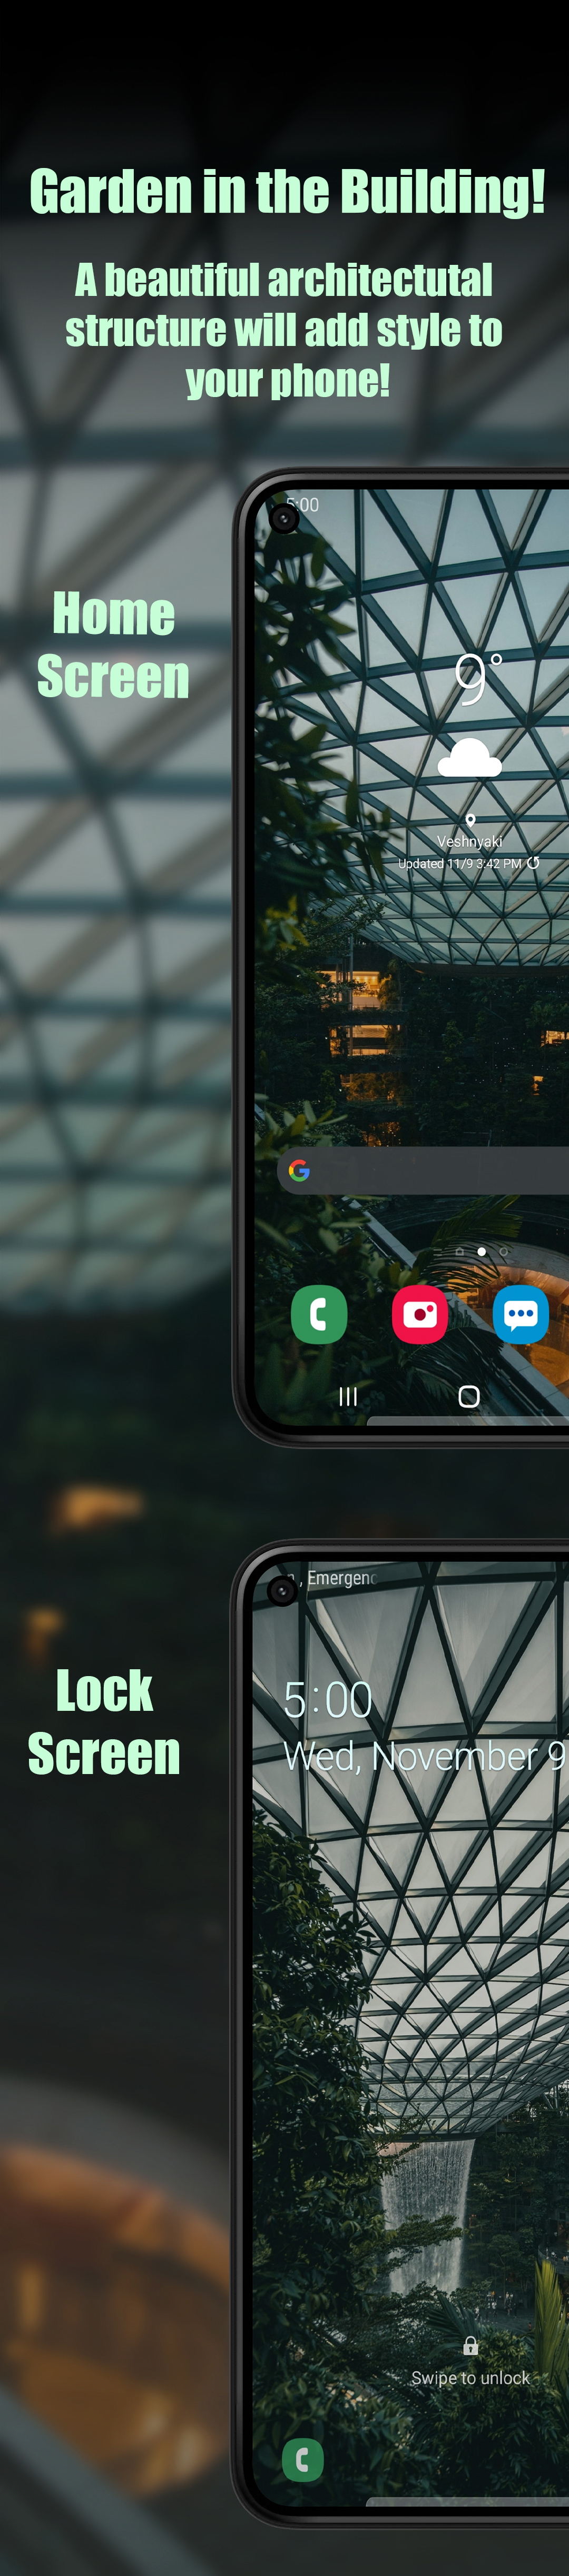 Garden in the Building!
A beautiful architectutal
structure will add style to
your phone!
5:00
Home
Screen
9°
Veshnyaki
Updated 11/9 3:42 PM
Lock
Screen
, Emergenc
5:00
Wed, November 9
Swipe to unlock